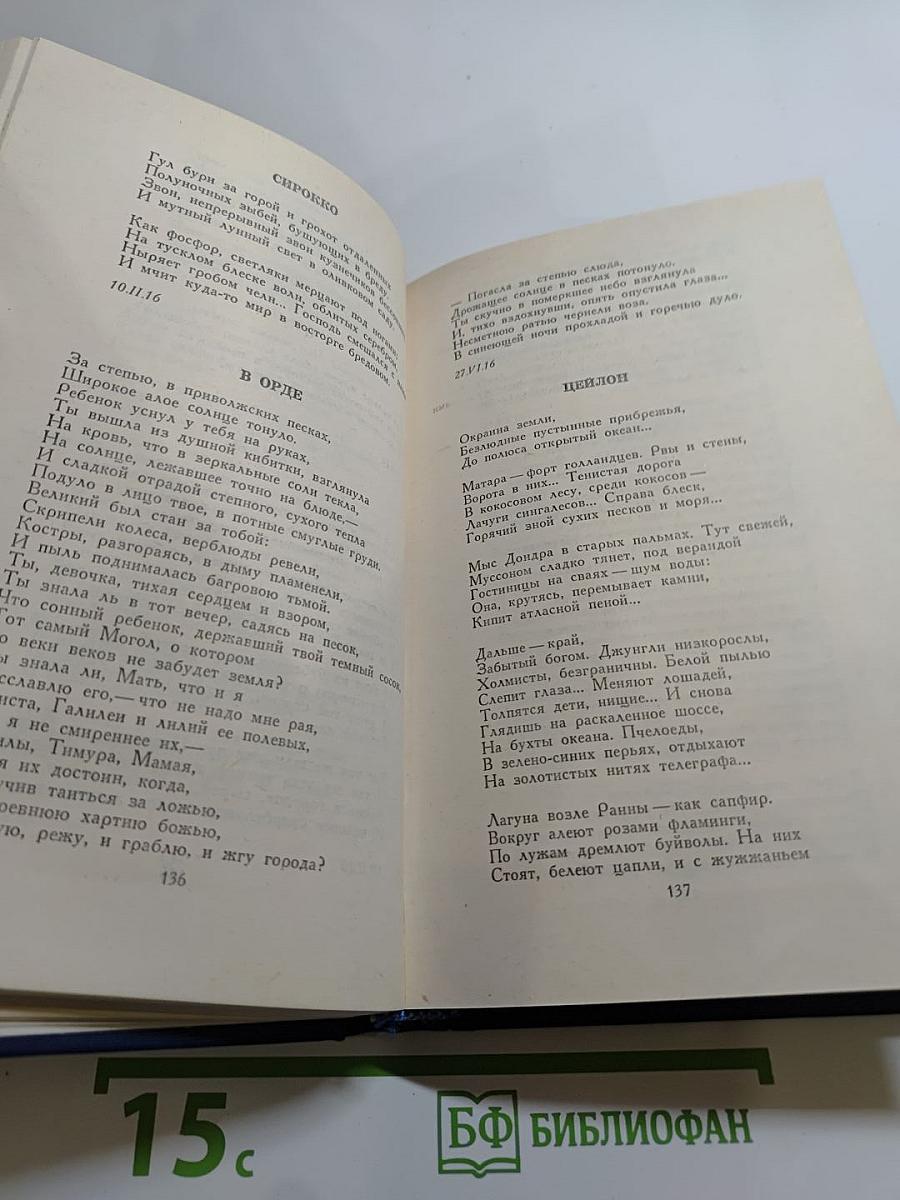 СИРОККО
Гул бури за горой и грохот отдаленных
Полуночных зыбей, бушующих в бреду.
Звон, непрерывный звон кузнечиков бессонных
И мутный лунный свет в оливковом саду.
Как фосфор, светляки мерцают под ногами;
На тусклом блеске волн, облитых серебром,
Ныряет гробом челн... Господь смешался с
И мчит куда-то мир в восторге бредовом.
10.II.16
В ОРДЕ
За степью, в приволжских песках,
Широкое алое солнце тонуло.
Ребенок уснул у тебя на руках,
Ты вышла из душной кибитки, взглянула
На кровь, что в зеркальные соли текла,
На солнце, лежавшее точно на блюде,—
И сладкой отрадой степного, сухого тепла
Подуло в лицо твое, в потные смуглые груди.
Великий был стан за тобой:
Скрипели колеса, верблюды ревели,
Костры, разгораясь, в дыму пламенели,
И пыль поднималась багровою тьмой.
Ты, девочка, тихая сердцем и взором,
Ты знала ль в тот вечер, садясь на песок,
Что сонный ребенок, державший твой темный сосок,
Тот самый Могол, о котором
о веки веков не забудет земля?
ы знала ли, Мать, что и я
сславлю его,— что не надо мне рая,
иста, Галилеи и лилий ее полевых,
я не смиреннее их,—
илы, Тимура, Мамая,
я их достоин, когда,
учив таиться за ложью,
ревнюю хартию божью,
ую, режу, и граблю, и жгу города?
136
— Погасла за степью слюда,
Дрожащее солнце в песках потонуло.
Ты скучно в померкшее небо взглянула
И, тихо вздохнувши, опять опустила глаза...
Несметною ратью чернели воза,
В синеющей ночи прохладой и горечью дуло.
27.VI.16
ЦЕЙЛОН
Окраина земли,
Безлюдные пустынные прибрежья,
До полюса открытый океан...
Матара — форт голландцев. Рвы и стены,
Ворота в них... Тенистая дорога
В кокосовом лесу, среди кокосов —
Лачуги сингалесов... Справа блеск,
Горячий зной сухих песков и моря...
Мыс Дондра в старых пальмах. Тут свежей,
Муссоном сладко тянет, под верандой
Гостиницы на сваях — шум воды:
Она, крутясь, перемывает камни,
Кипит атласной пеной...
Дальше — край,
Забытый богом. Джунгли низкорослы,
Холмисты, безграничны. Белой пылью
Слепит глаза... Меняют лошадей,
Толпятся дети, нищие... И снова
Глядишь на раскаленное шоссе,
На бухты океана. Пчелоеды,
В зелено-синих перьях, отдыхают
На золотистых нитях телеграфа...
Лагуна возле Ранны — как сапфир.
Вокруг алеют розами фламинги,
По лужам дремлют буйволы. На них
Стоят, белеют цапли, и с жужжаньем
137
15 с
БФ БИБЛИОФАН